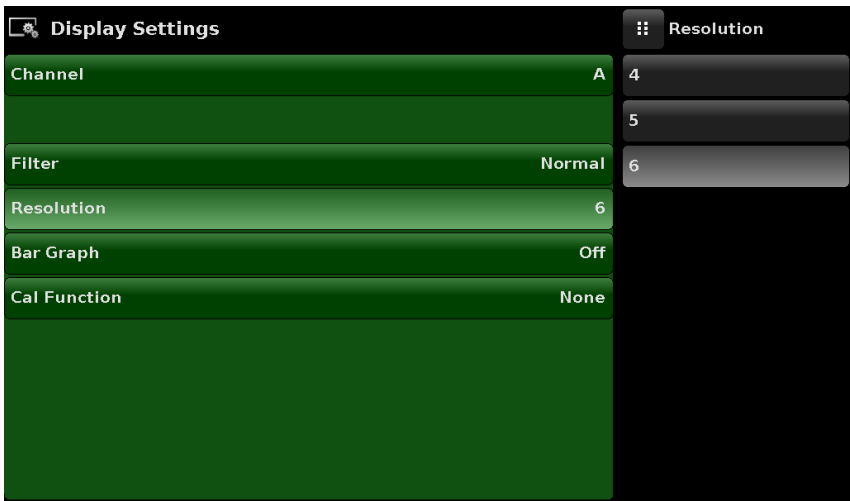 Display Settings
Channel A
Filter Normal
Resolution 6
Bar Graph Off
Cal Function None
Resolution
4
5
6